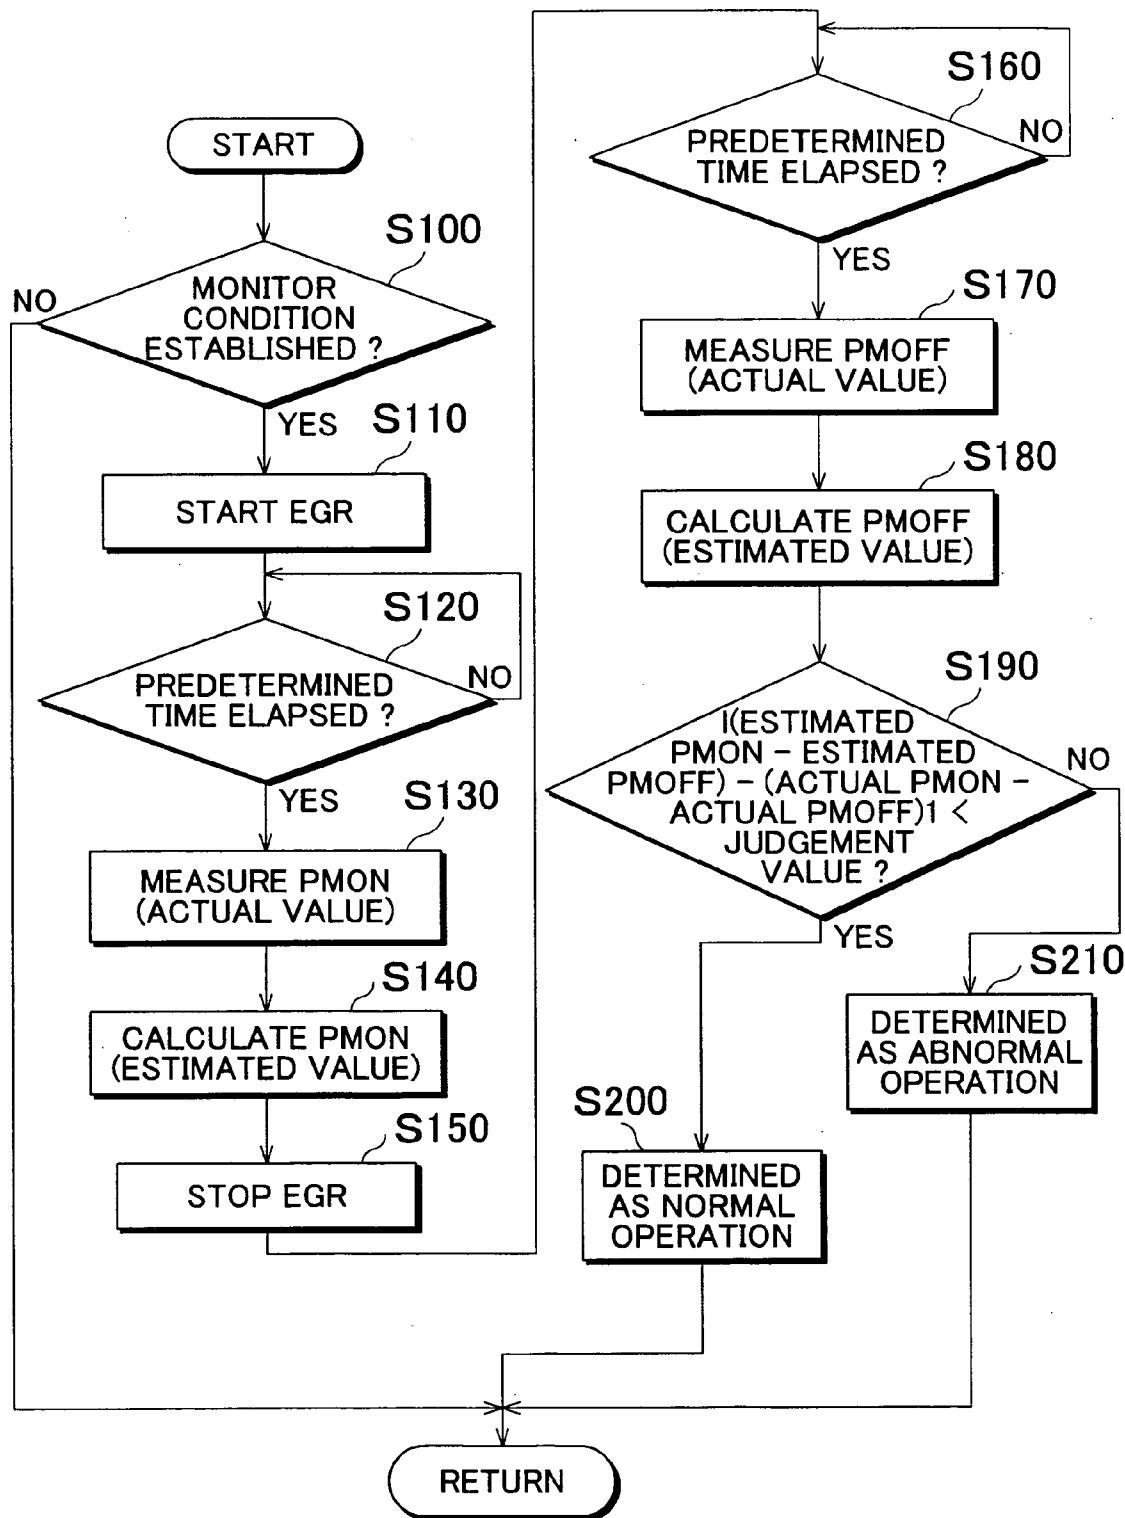 START
S100
NO
MONITOR
CONDITION
ESTABLISHED ?
YES
S110
START EGR
S120
NO
PREDETERMINED
TIME ELAPSED ?
YES
S130
MEASURE PMON
(ACTUAL VALUE)
S140
CALCULATE PMON
(ESTIMATED VALUE)
S150
STOP EGR
S160
NO
PREDETERMINED
TIME ELAPSED ?
YES
S170
MEASURE PMOFF
(ACTUAL VALUE)
S180
CALCULATE PMOFF
(ESTIMATED VALUE)
S190
I(ESTIMATED
PMON – ESTIMATED
PMOFF) – (ACTUAL PMON –
ACTUAL PMOFF)1 <
JUDGEMENT
VALUE ?
NO
YES
S210
DETERMINED
AS ABNORMAL
OPERATION
S200
DETERMINED
AS NORMAL
OPERATION
RETURN